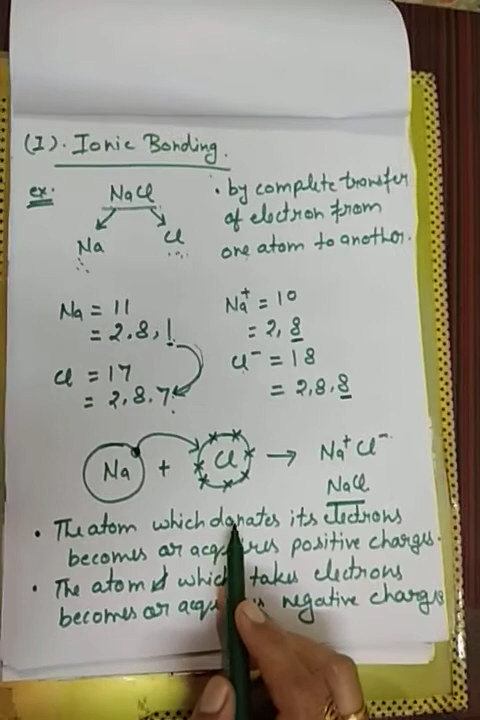 (I). Ionic Bonding.
ex. NaCl
Na Cl
• by complete transfer
of electron from
one atom to another.
Na = 11
= 2,8,1
Cl = 17
= 2,8,7
Na⁺ = 10
= 2,8
Cl⁻ = 18
= 2,8,8
Na + Cl → Na⁺Cl⁻
NaCl
• The atom which donates its electrons
becomes or acquires positive charges.
• The atom which takes electrons
becomes or negative charges